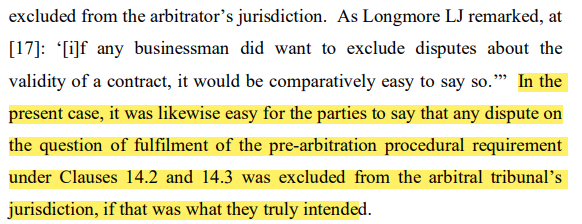 excluded from the arbitrator’s jurisdiction. As Longmore LJ remarked, at
[17]: ‘[i]f any businessman did want to exclude disputes about the
validity of a contract, it would be comparatively easy to say so.’” In the
present case, it was likewise easy for the parties to say that any dispute on
the question of fulfilment of the pre-arbitration procedural requirement
under Clauses 14.2 and 14.3 was excluded from the arbitral tribunal’s
jurisdiction, if that was what they truly intended.